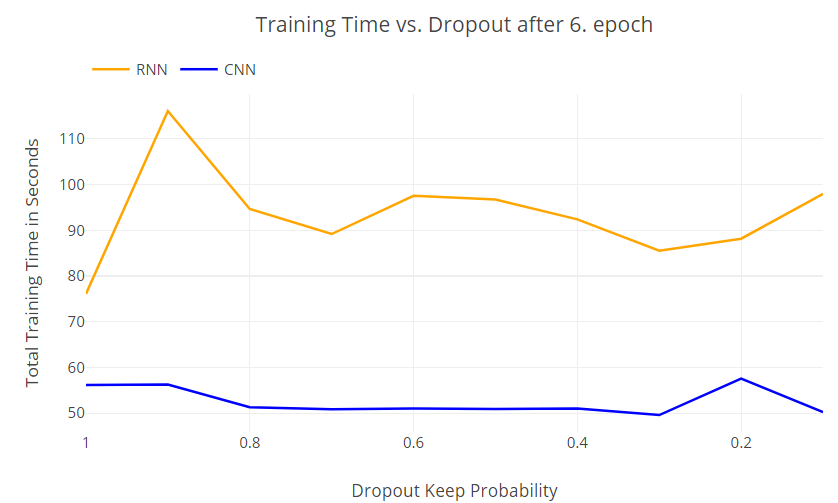 Training Time vs. Dropout after 6. epoch
RNN CNN
Total Training Time in Seconds
110
100
90
80
70
60
50
1 0.8 0.6 0.4 0.2
Dropout Keep Probability